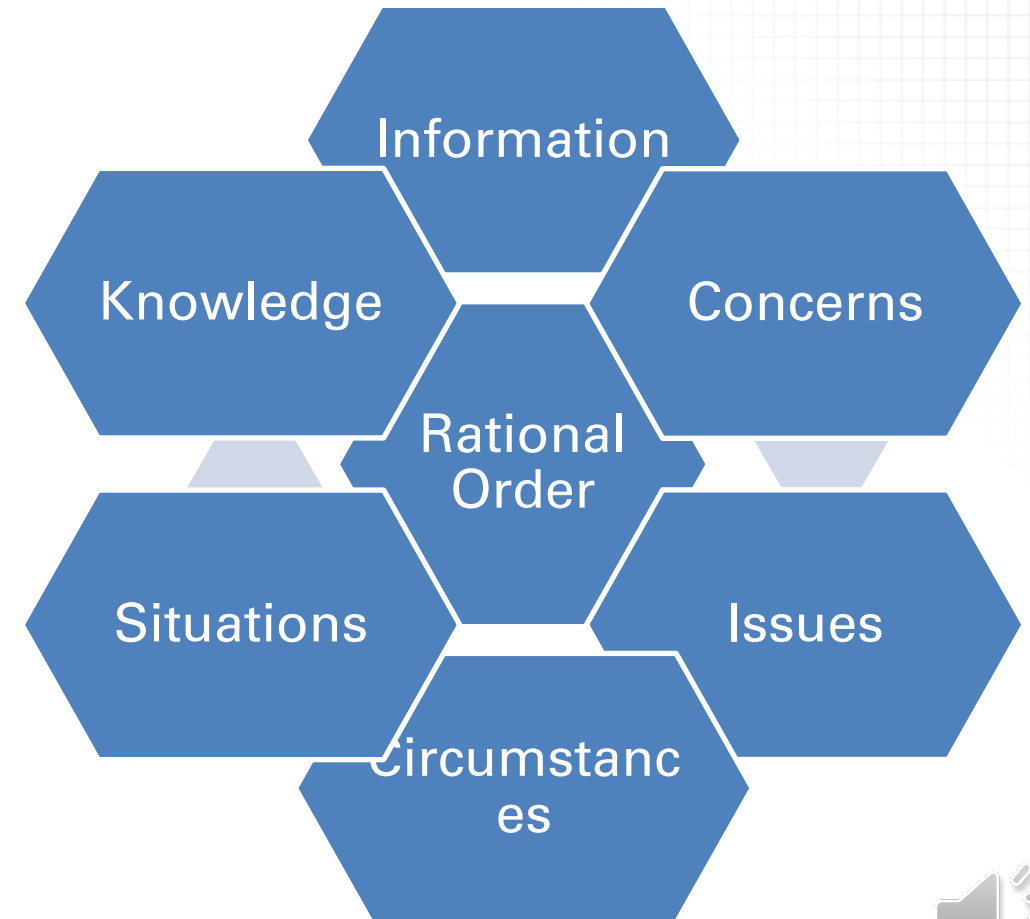 Information
Knowledge
Concerns
Rational
Order
Situations
Issues
Circumstanc
es